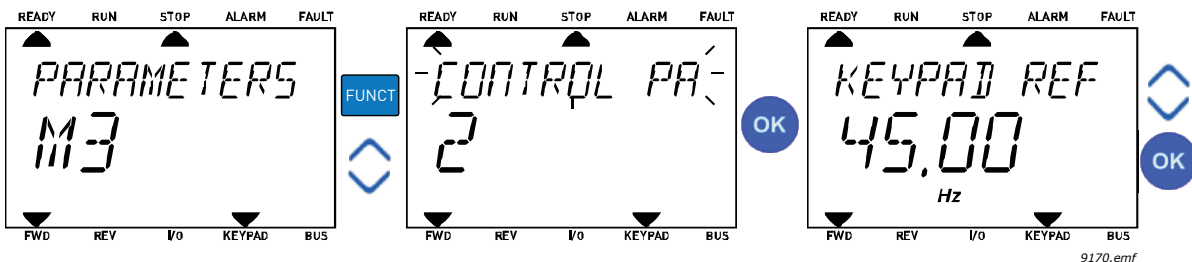 READY RUN STOP ALARM FAULT
PARAMETERS
M3
FWD REV I/O KEYPAD BUS
FUNCT
READY RUN STOP ALARM FAULT
CONTROL PA
2
FWD REV I/O KEYPAD BUS
OK
READY RUN STOP ALARM FAULT
KEYPAD REF
45.00
Hz
FWD REV I/O KEYPAD BUS
OK
9170.emf